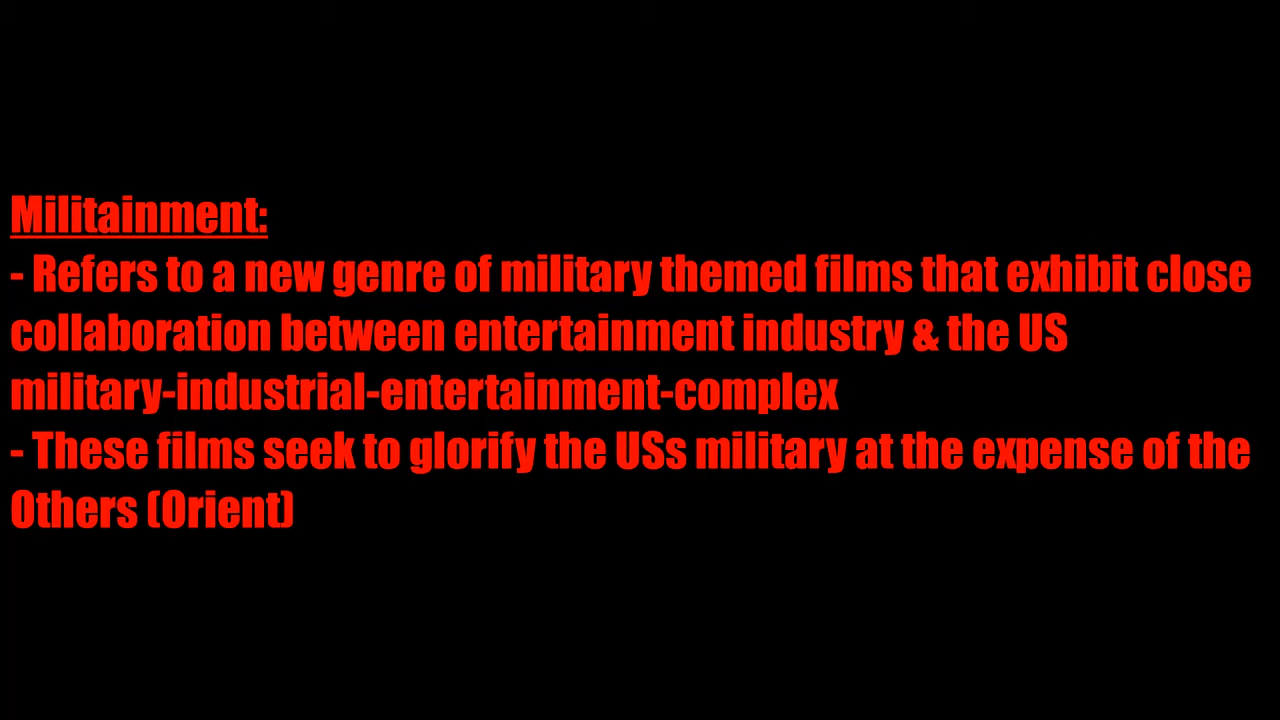 Militainment:
- Refers to a new genre of military themed films that exhibit close
collaboration between entertainment industry & the US
military-industrial-entertainment-complex
- These films seek to glorify the USs military at the expense of the
Others (Orient)